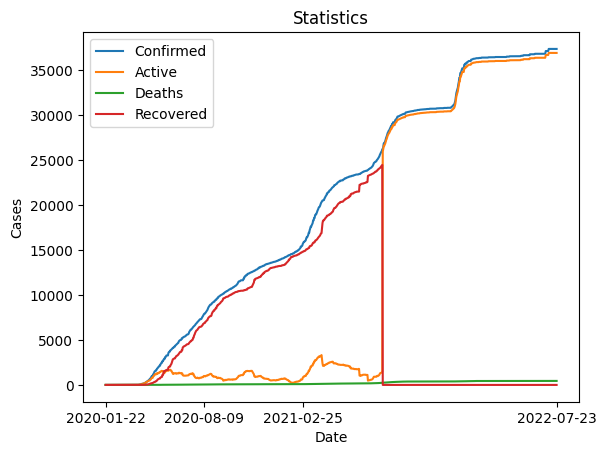 Statistics
Confirmed
Active
Deaths
Recovered
Cases
35000
30000
25000
20000
15000
10000
5000
0
2020-01-22
2020-08-09
2021-02-25
2022-07-23
Date